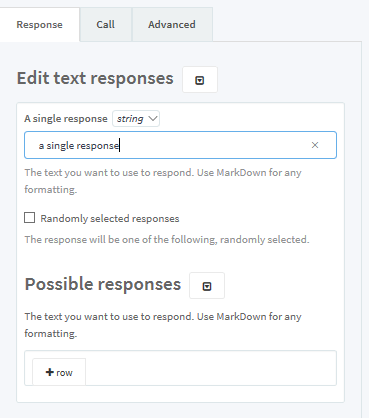 Response Call Advanced
Edit text responses
A single response string
a single response
The text you want to use to respond. Use MarkDown for any
formatting.
Randomly selected responses
The response will be one of the following, randomly selected.
Possible responses
The text you want to use to respond. Use MarkDown for any
formatting.
+ row